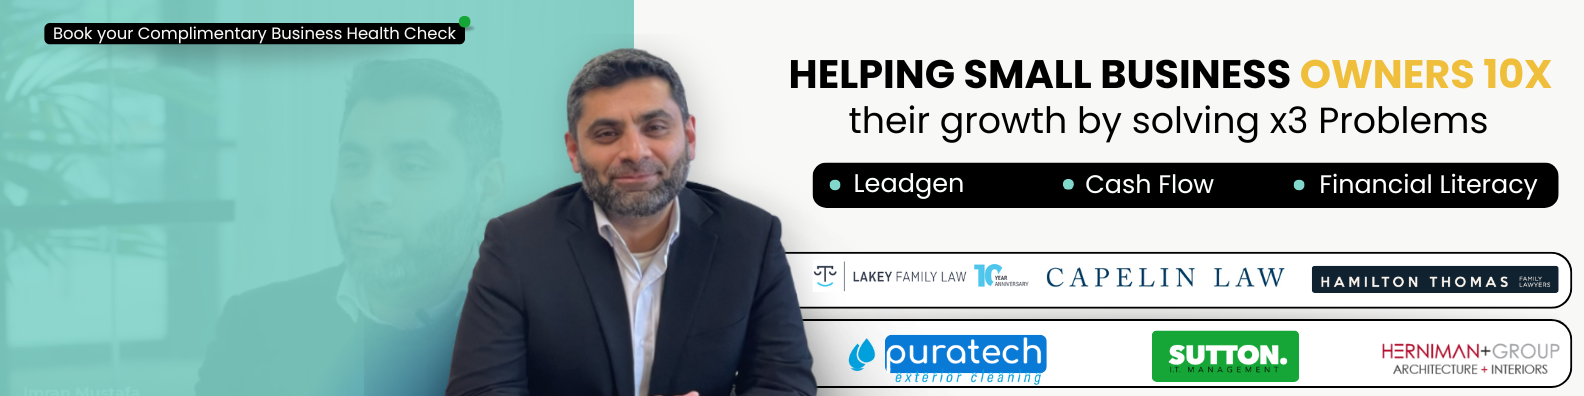 Book your Complimentary Business Health Check
HELPING SMALL BUSINESS OWNERS 10X
their growth by solving x3 Problems
Leadgen
Cash Flow
Financial Literacy
LAKEY FAMILY LAW 10 YEAR ANNIVERSARY
CAPELIN LAW
HAMILTON THOMAS FAMILY LAWYERS
puratech
exterior cleaning
SUTTON.
I.T. MANAGEMENT
HERNIMAN+GROUP
ARCHITECTURE + INTERIORS
Imran Mustafa